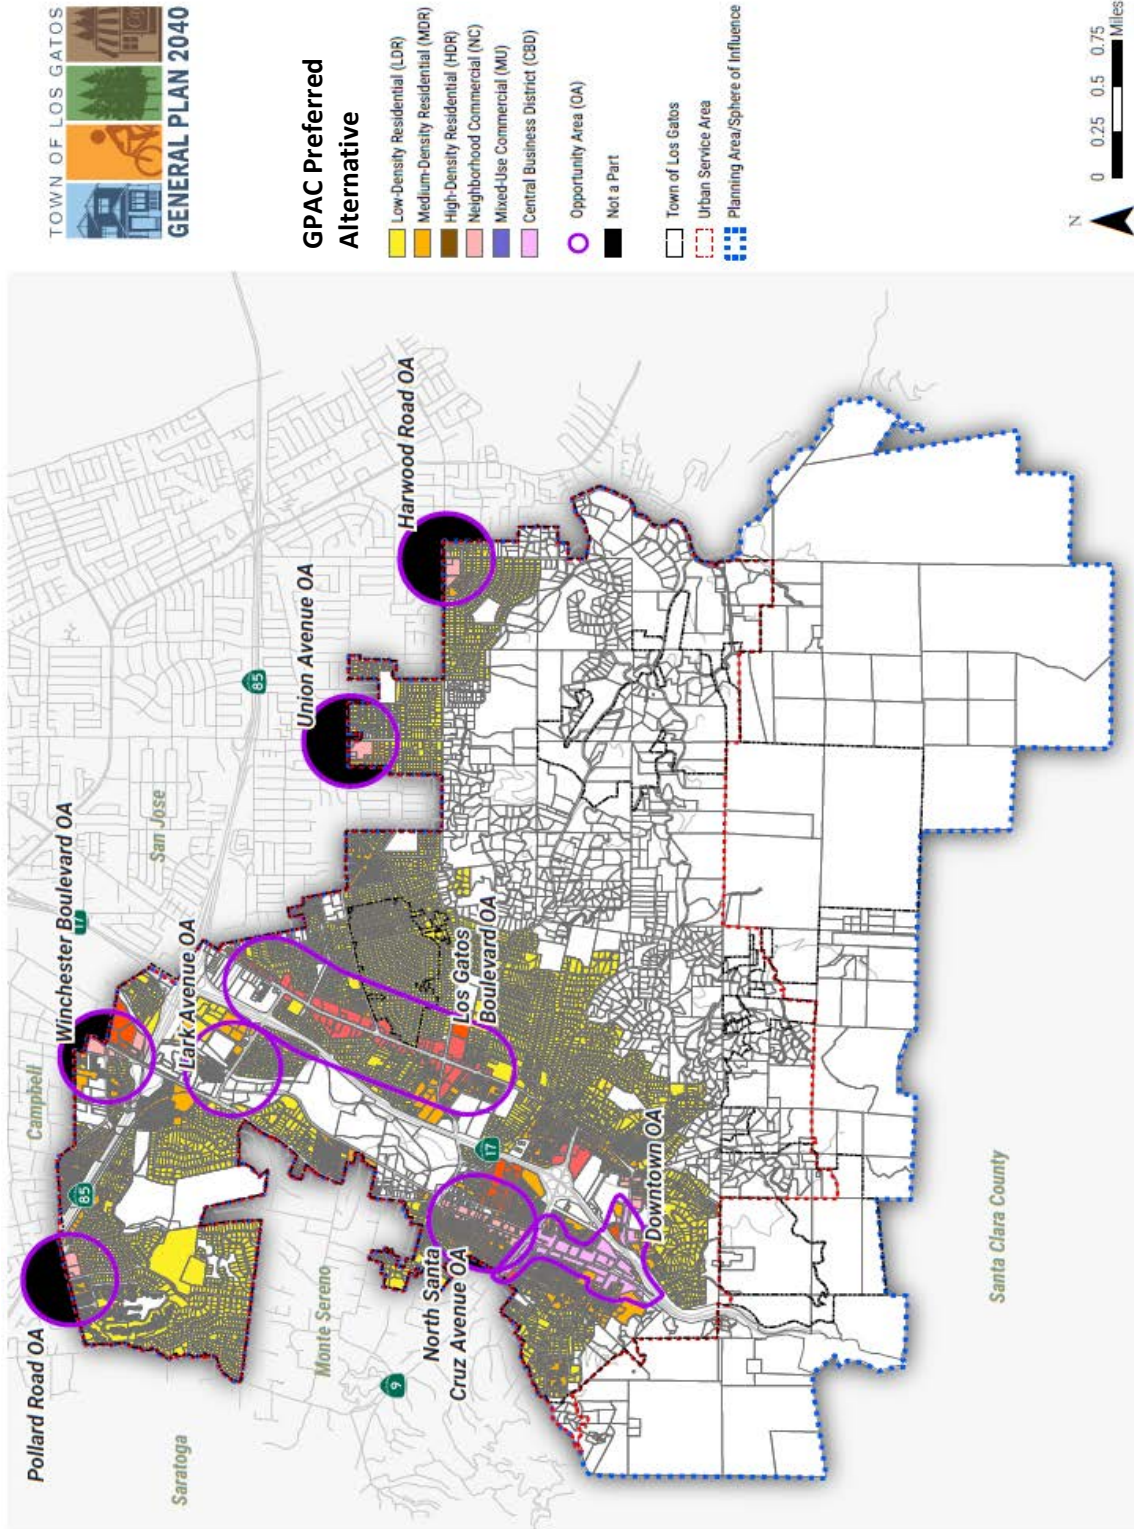 TOWN OF LOS GATOS
GENERAL PLAN 2040
GPAC Preferred
Alternative
Low-Density Residential (LDR)
Medium-Density Residential (MDR)
High-Density Residential (HDR)
Neighborhood Commercial (NC)
Mixed-Use Commercial (MU)
Central Business District (CBD)
Opportunity Area (OA)
Not a Part
Town of Los Gatos
Urban Service Area
Planning Area/Sphere of Influence
N
0 0.25 0.5 0.75
Miles
Pollard Road OA
Winchester Boulevard OA
Lark Avenue OA
Union Avenue OA
Harwood Road OA
Los Gatos
Boulevard OA
North Santa
Cruz Avenue OA
Downtown OA
Saratoga
Campbell
San Jose
Monte Sereno
Santa Clara County
85
17
85
17
9